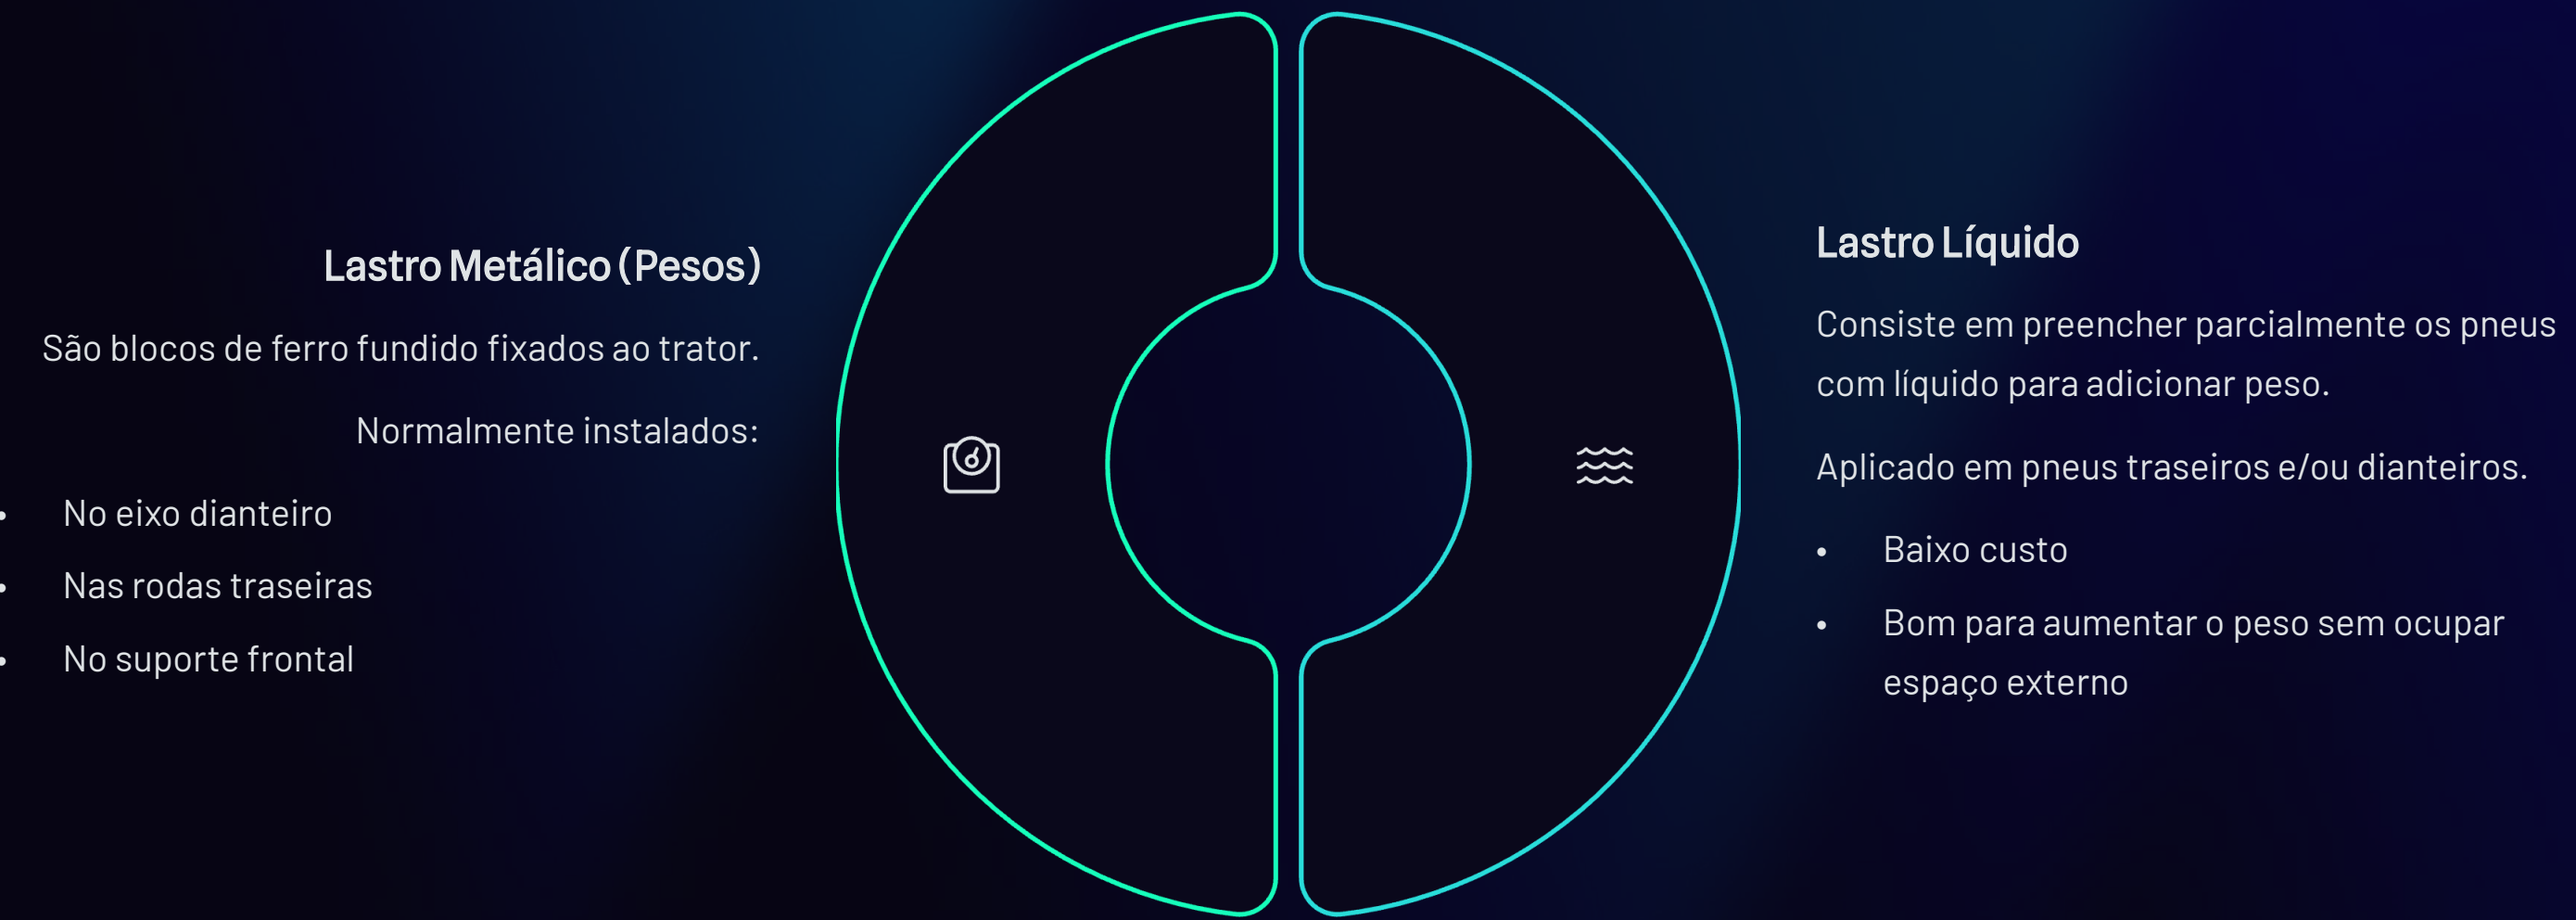 Lastro Metálico (Pesos)
São blocos de ferro fundido fixados ao trator.
Normalmente instalados:
• No eixo dianteiro
• Nas rodas traseiras
• No suporte frontal
Lastro Líquido
Consiste em preencher parcialmente os pneus
com líquido para adicionar peso.
Aplicado em pneus traseiros e/ou dianteiros.
• Baixo custo
• Bom para aumentar o peso sem ocupar
espaço externo